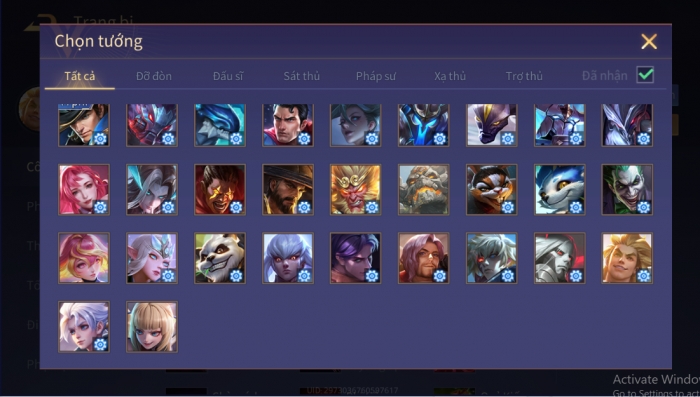 Trang bị
Chọn tướng
Tất cả
Đỡ đòn
Đấu sĩ
Sát thủ
Pháp sư
Xạ thủ
Trợ thủ
Đã nhận
Activate Window
Go to Settings to act